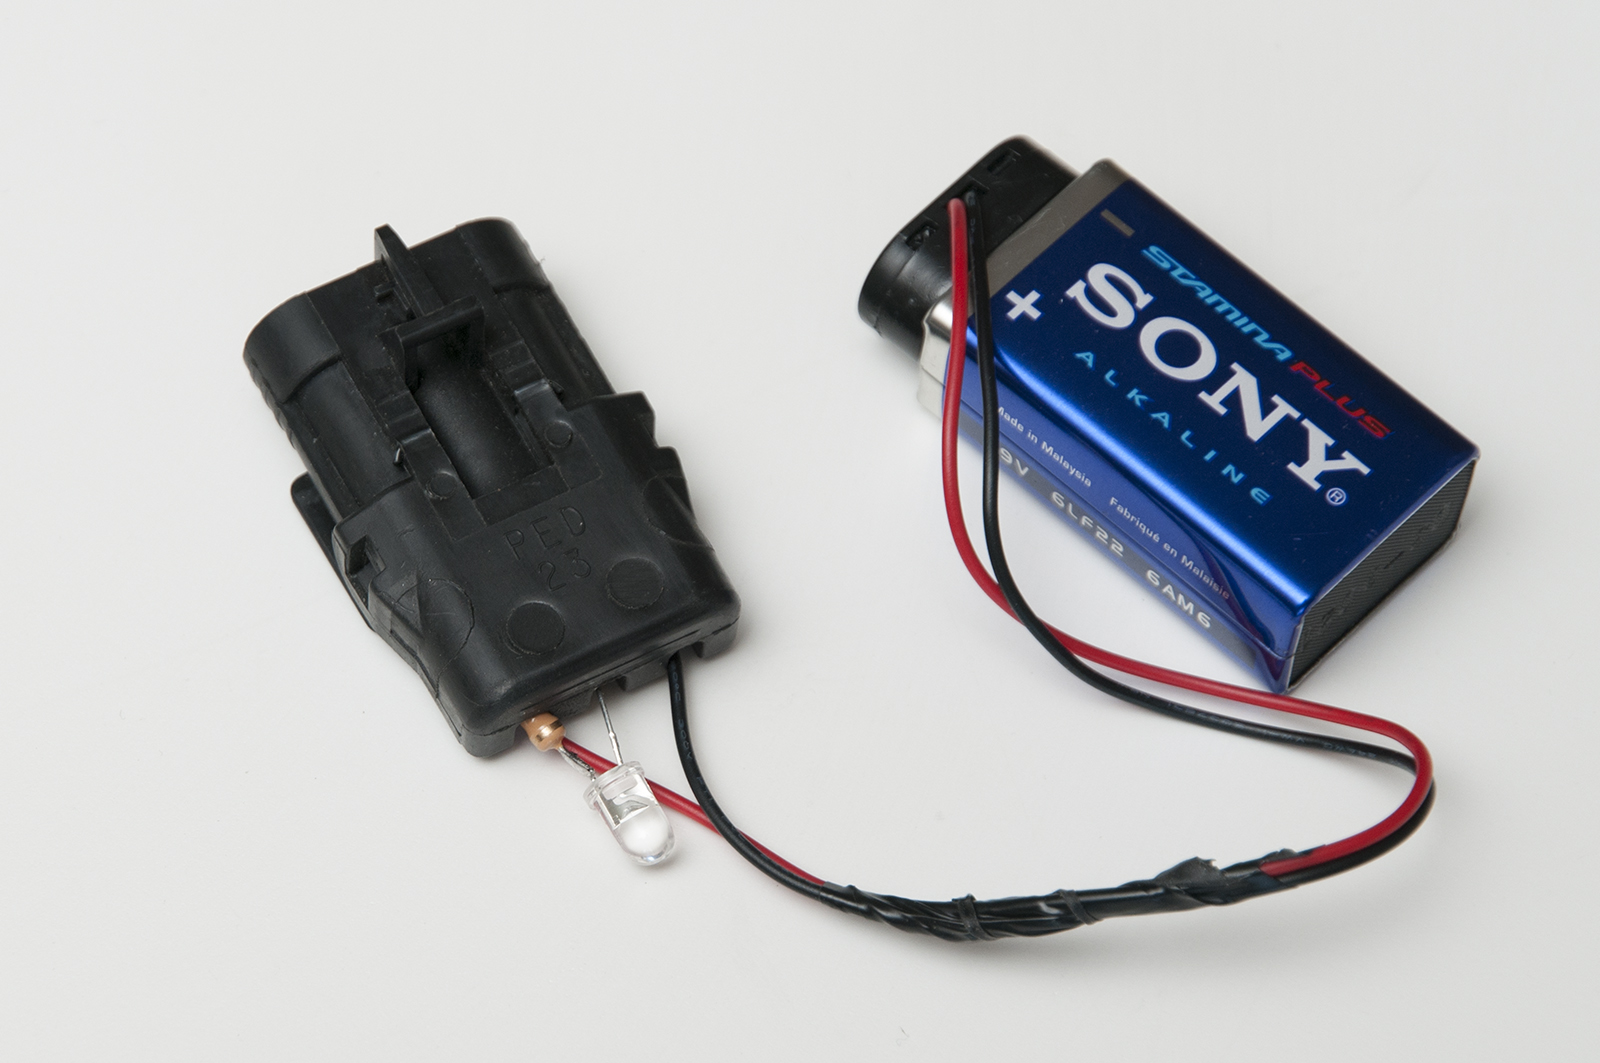 STAMINA PLUS
SONY®
ALKALINE
+
-
Made in Malaysia Fabriqué en Malaisie
9V 6LF22 6AM6
PED
23